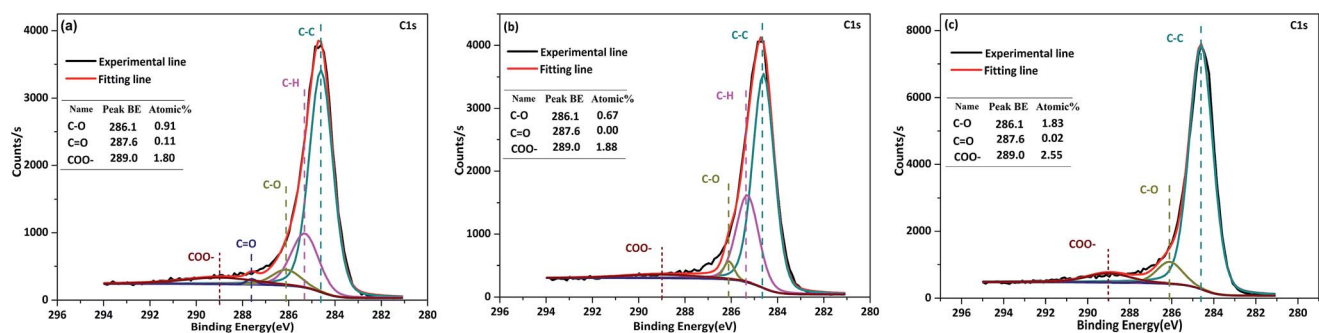 (a)
C1s
C-C
Experimental line
Fitting line
C-H
Name Peak BE Atomic%
C-O 286.1 0.91
C=O 287.6 0.11
COO- 289.0 1.80
C-O
C=O
COO-
4000
3000
2000
1000
0
Counts/s
296 294 292 290 288 286 284 282 280
Binding Energy(eV)
(b)
C1s
C-C
Experimental line
Fitting line
C-H
Name Peak BE Atomic%
C-O 286.1 0.67
C=O 287.6 0.00
COO- 289.0 1.88
C-O
COO-
4000
3000
2000
1000
0
Counts/s
296 294 292 290 288 286 284 282 280
Binding Energy(eV)
(c)
C1s
C-C
Experimental line
Fitting line
Name Peak BE Atomic%
C-O 286.1 1.83
C=O 287.6 0.02
COO- 289.0 2.55
C-O
COO-
8000
6000
4000
2000
0
Counts/s
296 294 292 290 288 286 284 282 280
Binding Energy(eV)